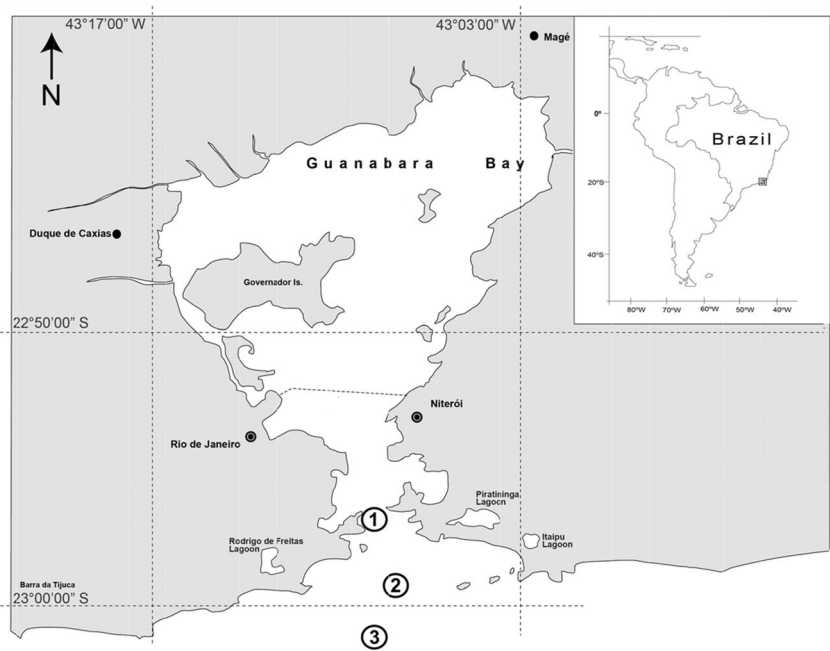 43°17'00" W
43°03'00" W
Magé
N
Guanabara Bay
Duque de Caxias
Governador Is.
22°50'00" S
Niterói
Rio de Janeiro
Piratininga
Lagocn
1
Itaipu
Lagoon
Rodrigo de Freitas
Lagoon
Barra da Tijuca
2
23°00'00" S
3
Brazil
0°
20°S
40°S
80°W 70°W 60°W 50°W 40°W